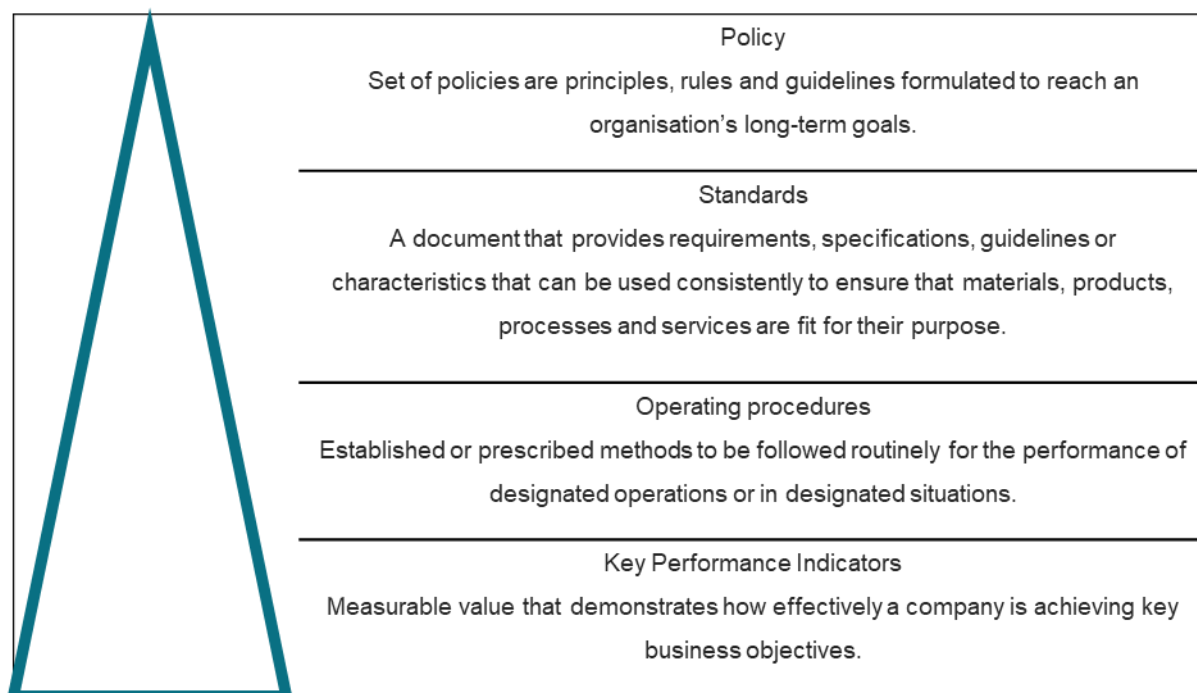 Policy
Set of policies are principles, rules and guidelines formulated to reach an
organisation’s long-term goals.
Standards
A document that provides requirements, specifications, guidelines or
characteristics that can be used consistently to ensure that materials, products,
processes and services are fit for their purpose.
Operating procedures
Established or prescribed methods to be followed routinely for the performance of
designated operations or in designated situations.
Key Performance Indicators
Measurable value that demonstrates how effectively a company is achieving key
business objectives.